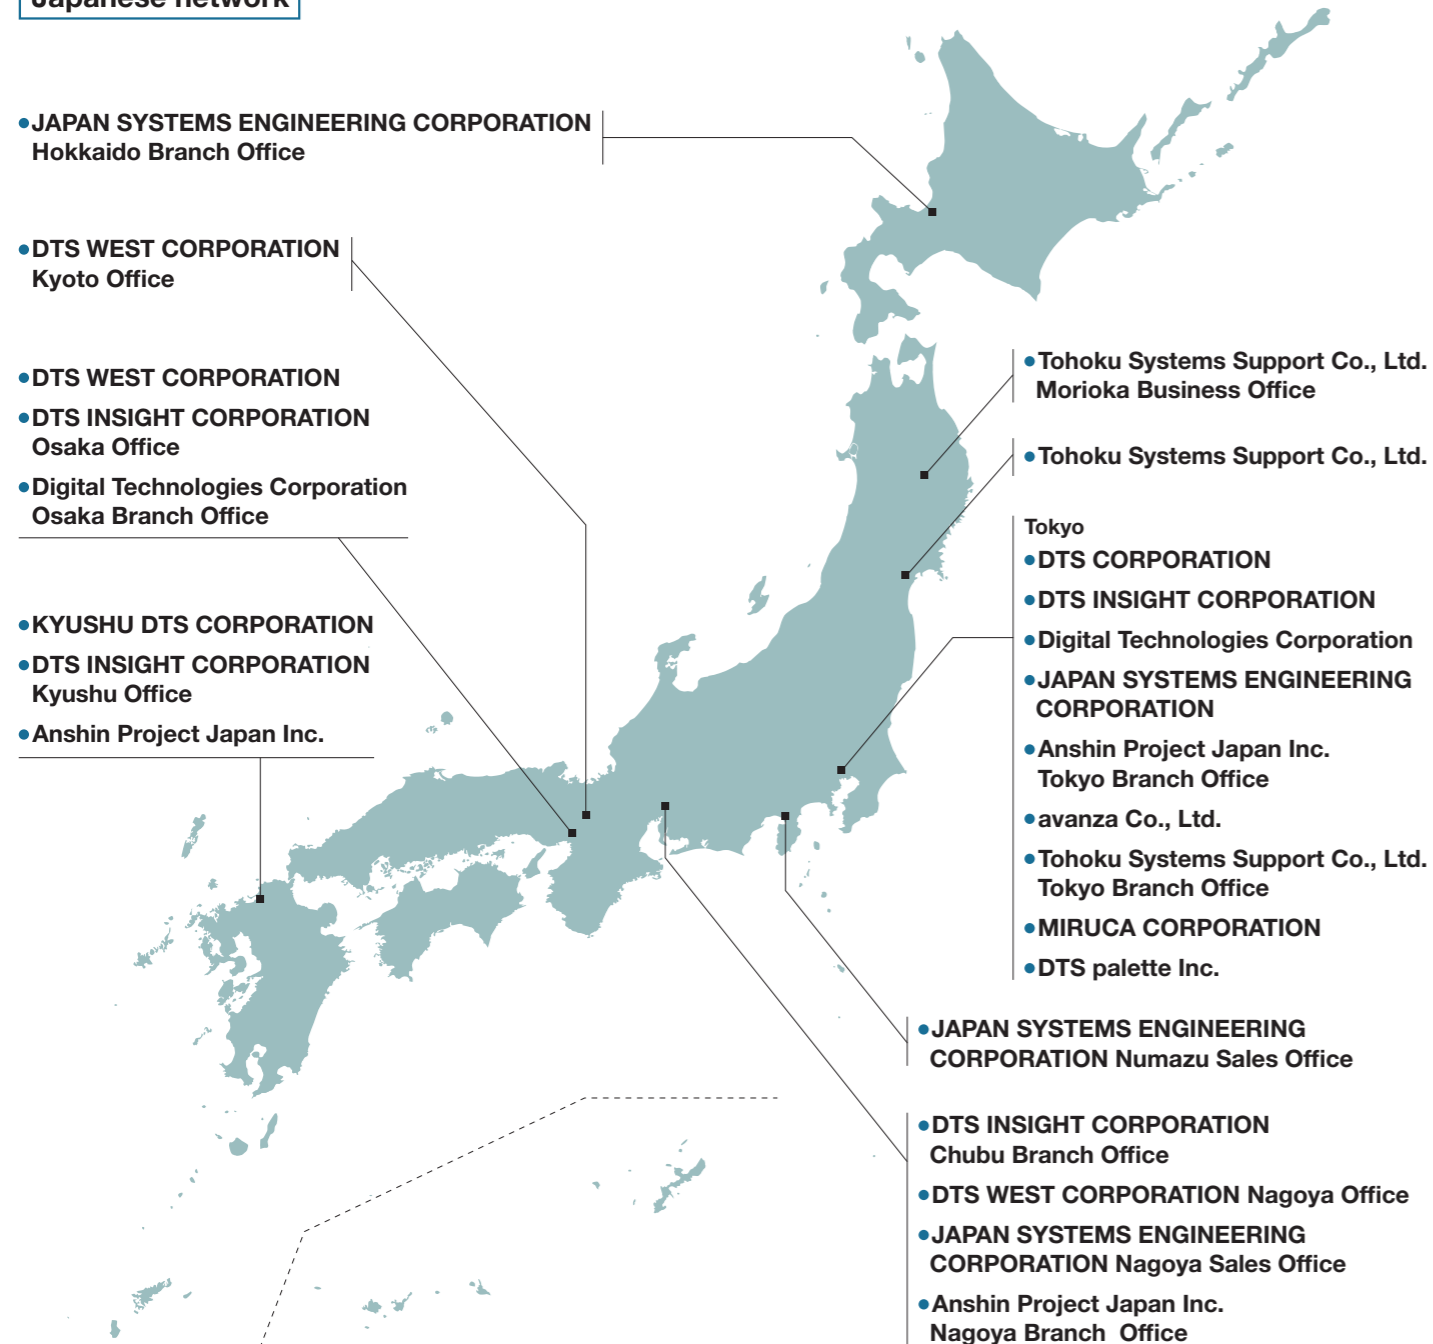 Japanese network
●JAPAN SYSTEMS ENGINEERING CORPORATION
Hokkaido Branch Office
●DTS WEST CORPORATION
Kyoto Office
●DTS WEST CORPORATION
●DTS INSIGHT CORPORATION
Osaka Office
●Digital Technologies Corporation
Osaka Branch Office
●KYUSHU DTS CORPORATION
●DTS INSIGHT CORPORATION
Kyushu Office
●Anshin Project Japan Inc.
●Tohoku Systems Support Co., Ltd.
Morioka Business Office
●Tohoku Systems Support Co., Ltd.
Tokyo
●DTS CORPORATION
●DTS INSIGHT CORPORATION
●Digital Technologies Corporation
●JAPAN SYSTEMS ENGINEERING
CORPORATION
●Anshin Project Japan Inc.
Tokyo Branch Office
●avanza Co., Ltd.
●Tohoku Systems Support Co., Ltd.
Tokyo Branch Office
●MIRUCA CORPORATION
●DTS palette Inc.
●JAPAN SYSTEMS ENGINEERING
CORPORATION Numazu Sales Office
●DTS INSIGHT CORPORATION
Chubu Branch Office
●DTS WEST CORPORATION Nagoya Office
●JAPAN SYSTEMS ENGINEERING
CORPORATION Nagoya Sales Office
●Anshin Project Japan Inc.
Nagoya Branch Office